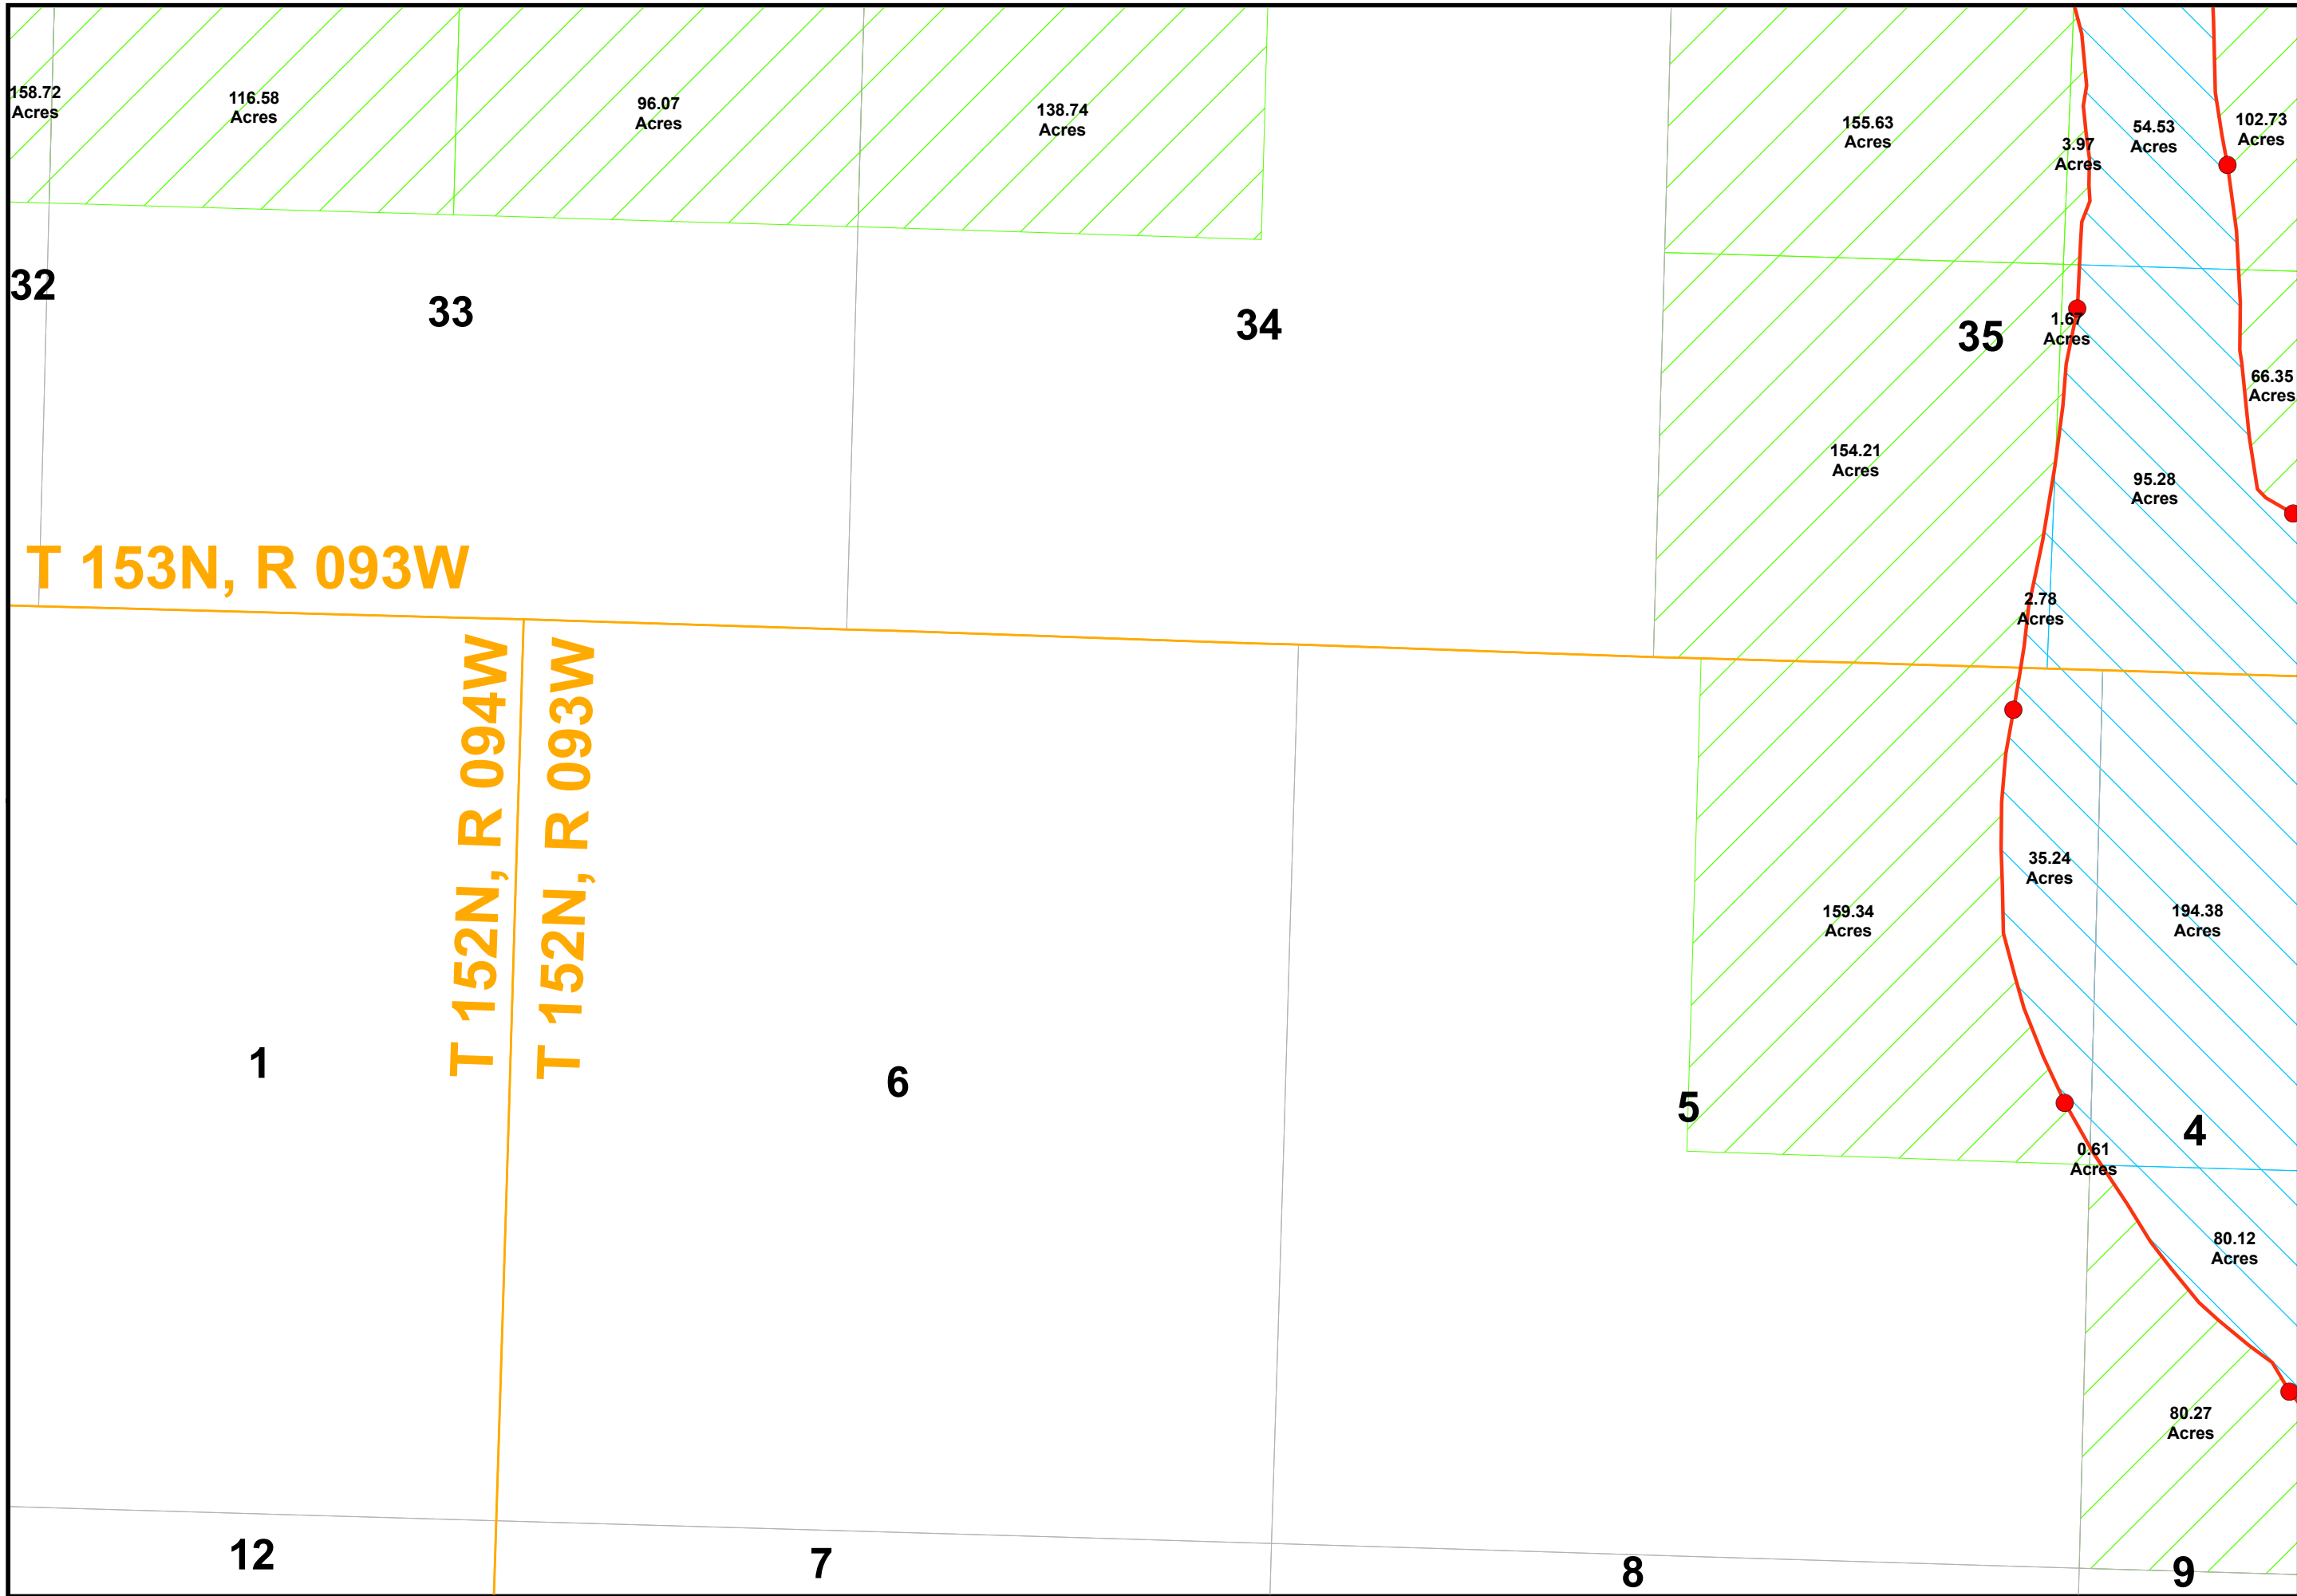 158.72
Acres
116.58
Acres
96.07
Acres
138.74
Acres
155.63
Acres
3.97
Acres
54.53
Acres
102.73
Acres
32
33
34
35
1.67
Acres
66.35
Acres
154.21
Acres
95.28
Acres
T 153N, R 093W
2.78
Acres
T 152N, R 094W
T 152N, R 093W
35.24
Acres
159.34
Acres
194.38
Acres
1
6
5
4
0.61
Acres
80.12
Acres
80.27
Acres
12
7
8
9